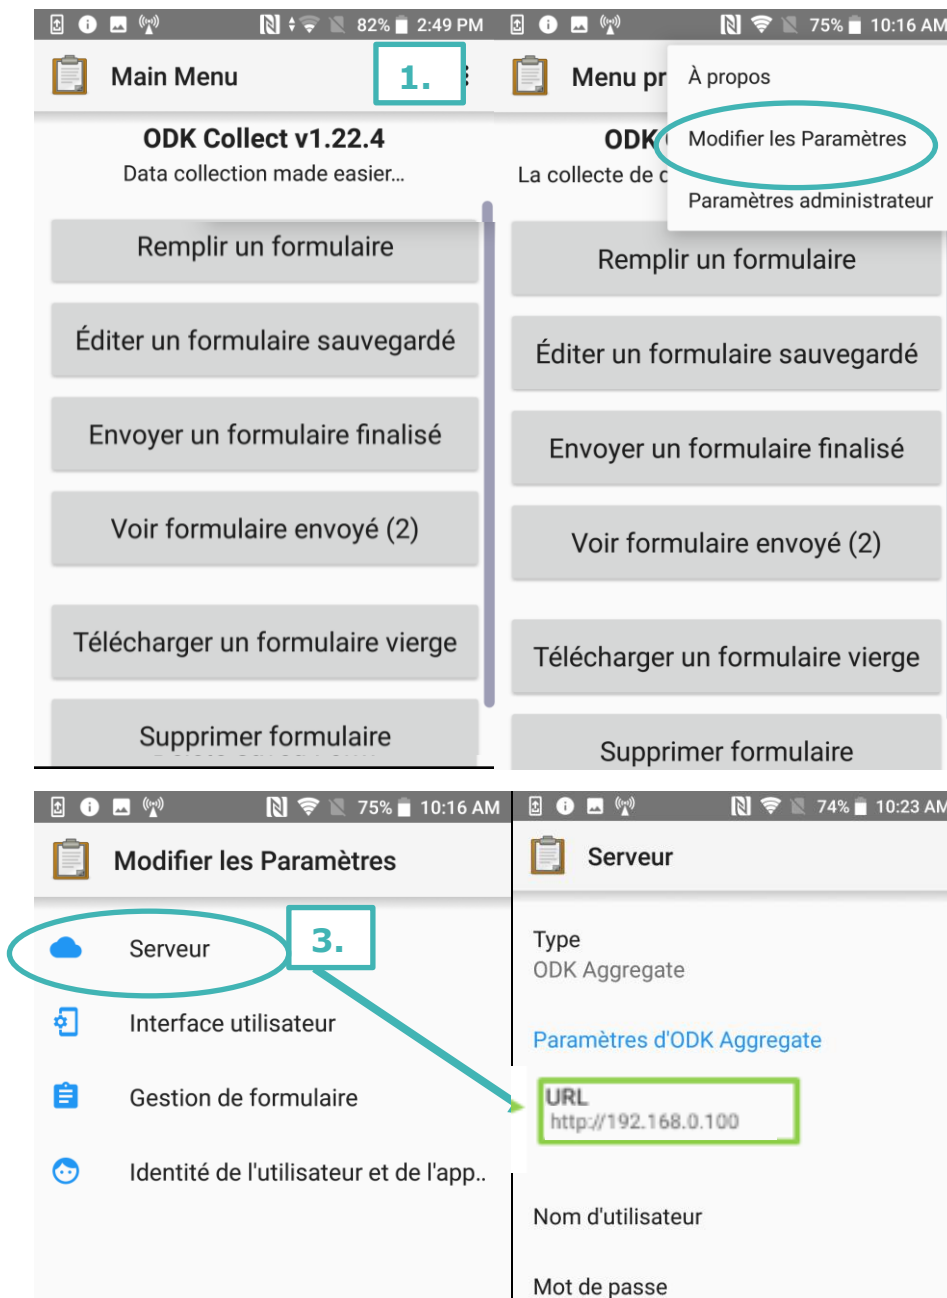 82% 2:49 PM
Main Menu
1.
ODK Collect v1.22.4
Data collection made easier...
Remplir un formulaire
Éditer un formulaire sauvegardé
Envoyer un formulaire finalisé
Voir formulaire envoyé (2)
Télécharger un formulaire vierge
Supprimer formulaire
75% 10:16 AM
Menu pr
À propos
Modifier les Paramètres
Paramètres administrateur
ODK
La collecte de d
Remplir un formulaire
Éditer un formulaire sauvegardé
Envoyer un formulaire finalisé
Voir formulaire envoyé (2)
Télécharger un formulaire vierge
Supprimer formulaire
75% 10:16 AM
Modifier les Paramètres
Serveur
3.
Interface utilisateur
Gestion de formulaire
Identité de l'utilisateur et de l'app..
74% 10:23 AM
Serveur
Type
ODK Aggregate
Paramètres d'ODK Aggregate
URL
http://192.168.0.100
Nom d'utilisateur
Mot de passe